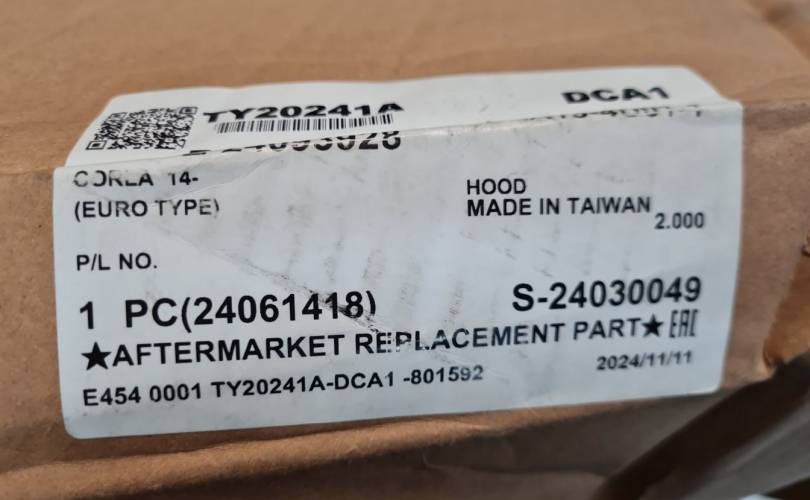 TY20241A DCA1
CORLA 14-
(EURO TYPE)
HOOD
MADE IN TAIWAN
2.000
P/L NO.
1 PC(24061418)
S-24030049
★AFTERMARKET REPLACEMENT PART★ EAC
E454 0001 TY20241A-DCA1 -801592
2024/11/11